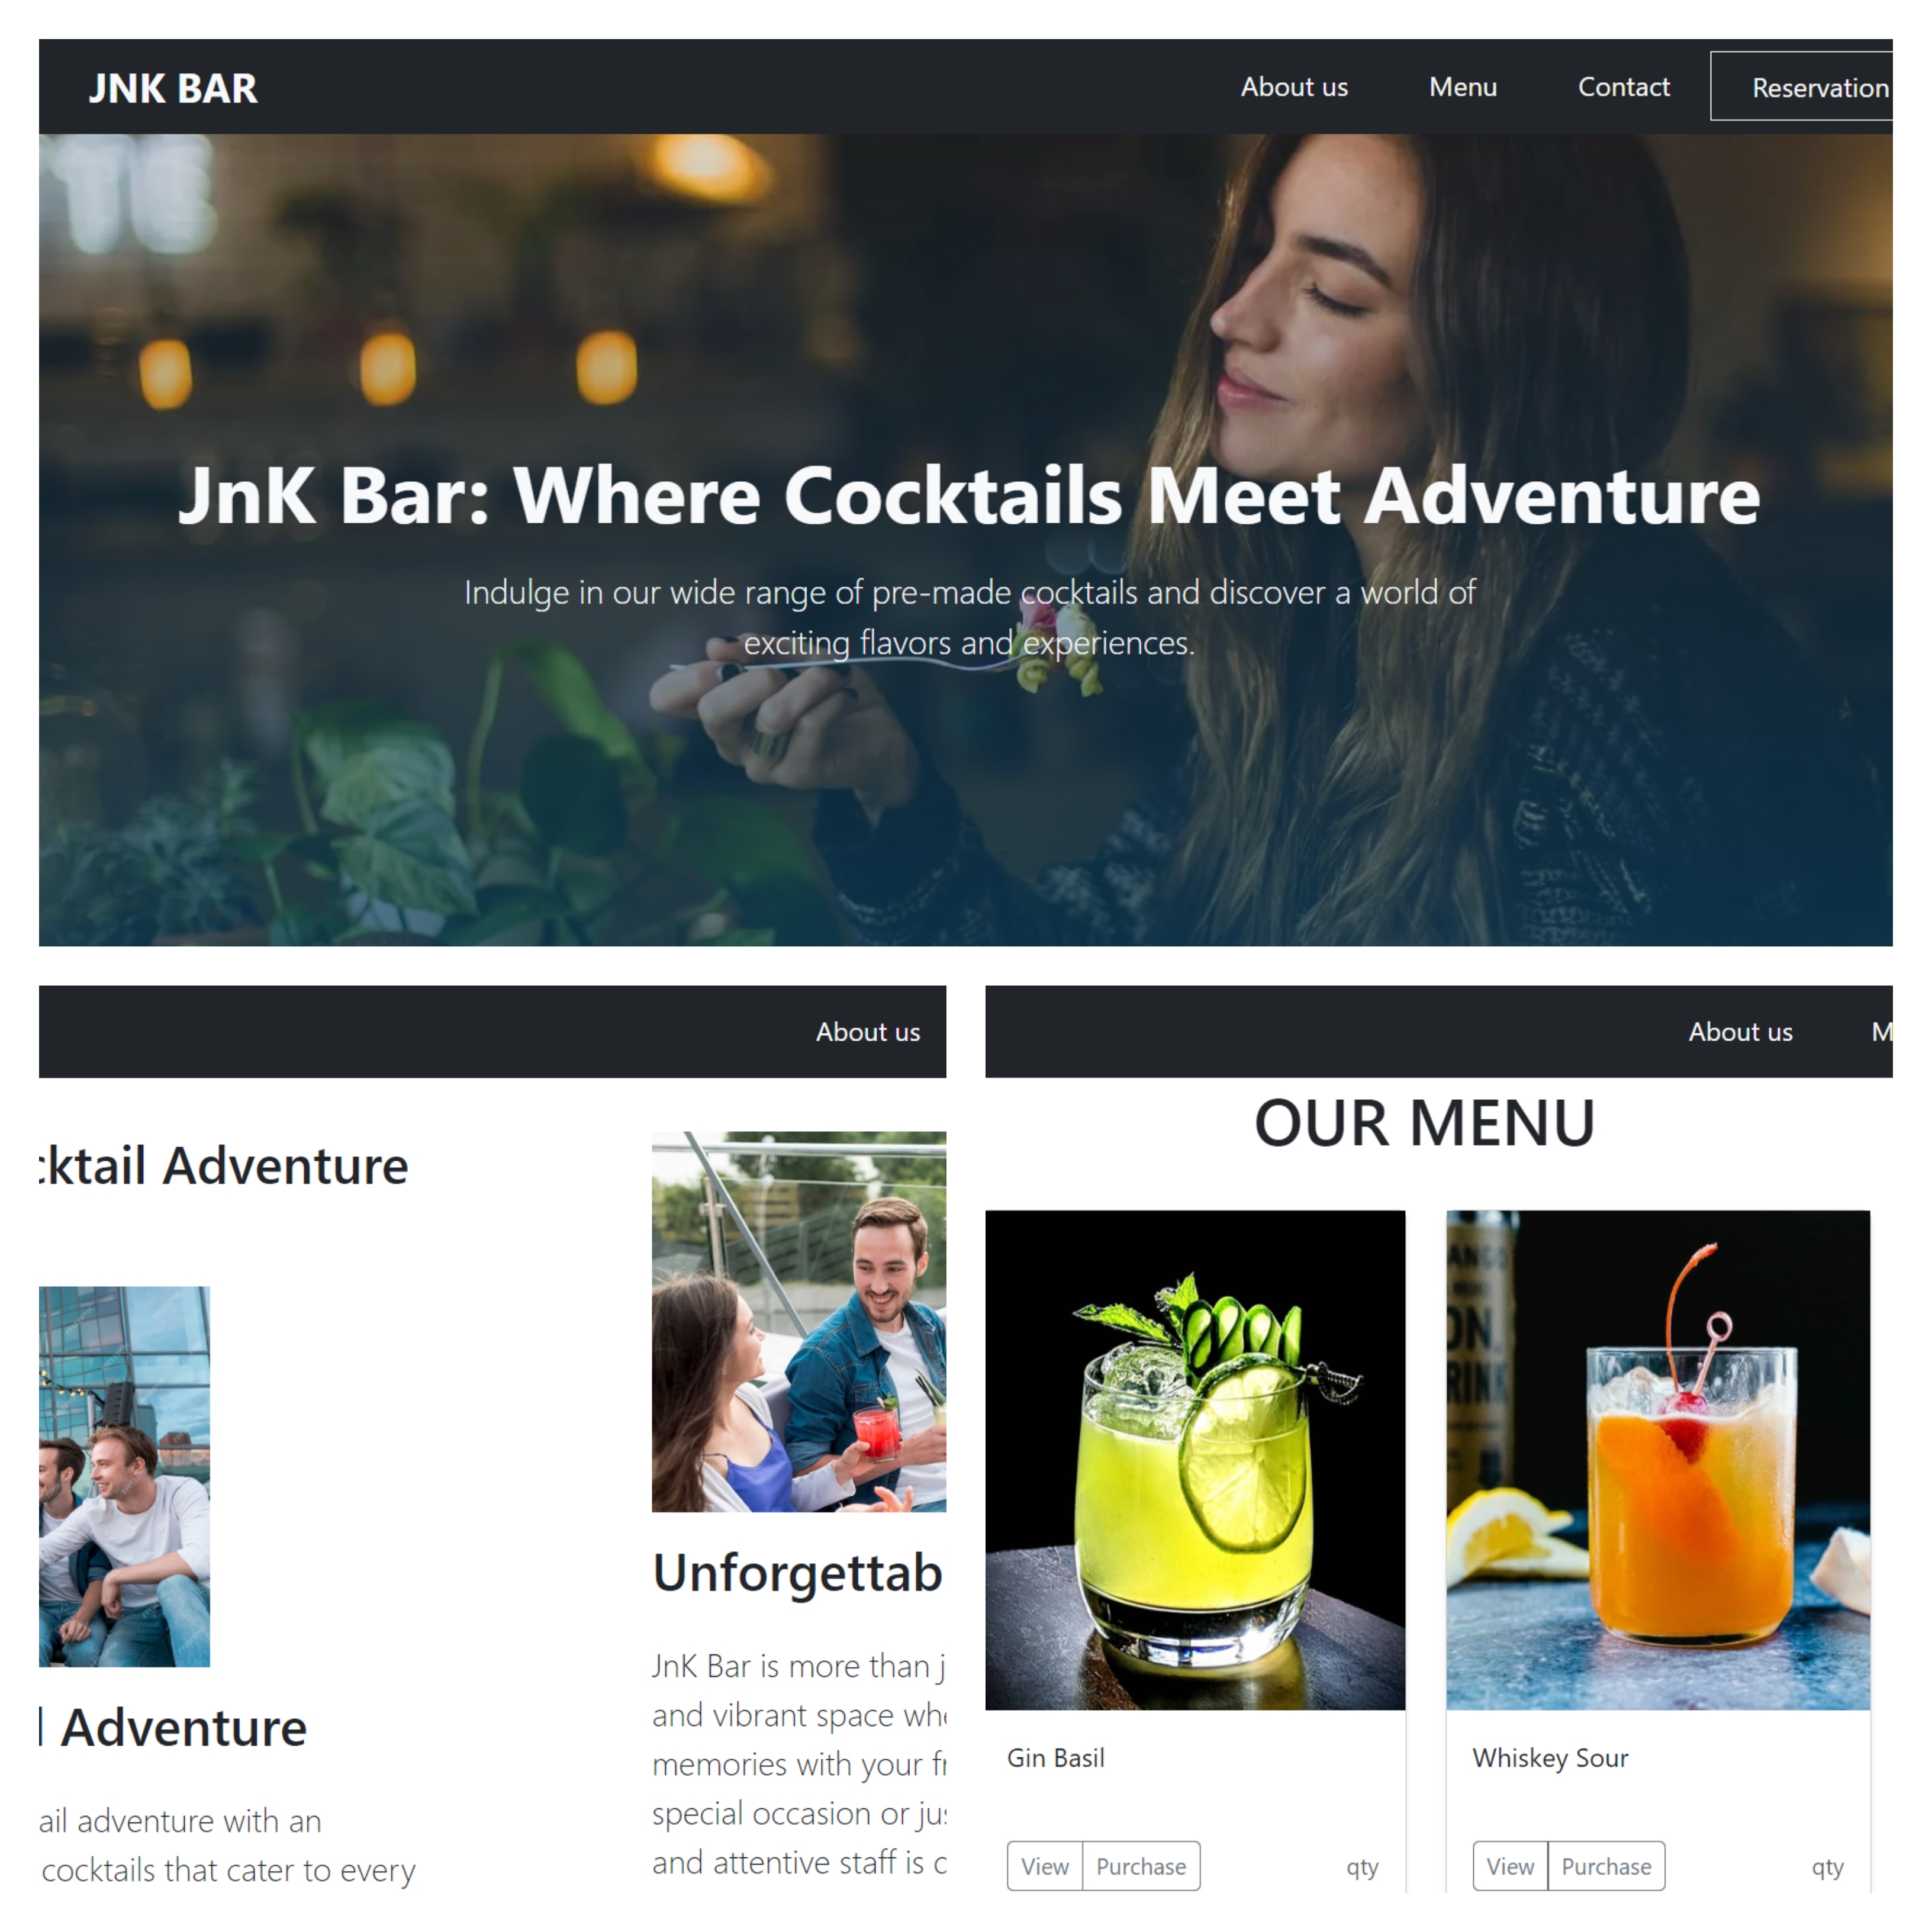 JNK BAR
About us Menu Contact Reservation
JnK Bar: Where Cocktails Meet Adventure
Indulge in our wide range of pre-made cocktails and discover a world of
exciting flavors and experiences.
About us
cktail Adventure
Adventure
ail adventure with an
cocktails that cater to every
Unforgettab
JnK Bar is more than j
and vibrant space whe
memories with your fr
special occasion or jus
and attentive staff is
About us M
OUR MENU
Gin Basil
View Purchase qty
Whiskey Sour
View Purchase qty